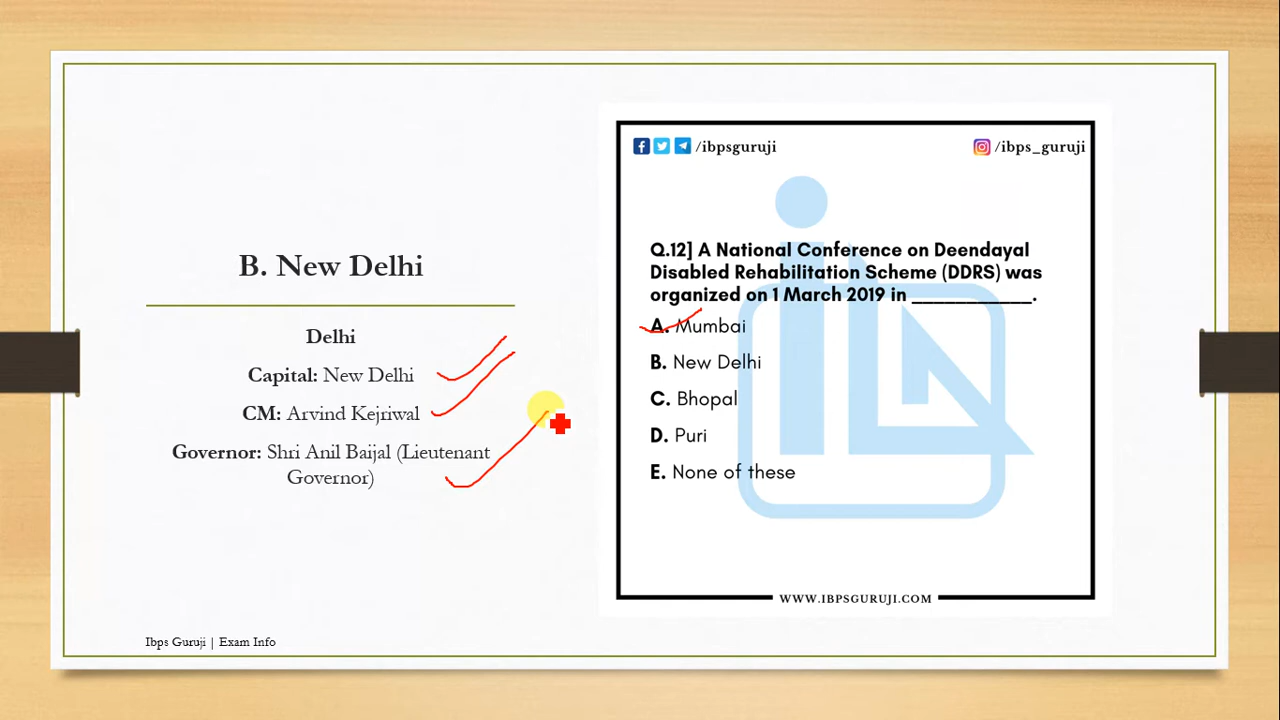 B. New Delhi
Delhi
Capital: New Delhi
CM: Arvind Kejriwal
Governor: Shri Anil Baijal (Lieutenant
Governor)
Ibps Guruji | Exam Info
/ibpsguruji
/ibps_guruji
Q.12] A National Conference on Deendayal
Disabled Rehabilitation Scheme (DDRS) was
organized on 1 March 2019 in ____________.
A. Mumbai
B. New Delhi
C. Bhopal
D. Puri
E. None of these
WWW.IBPSGURUJI.COM